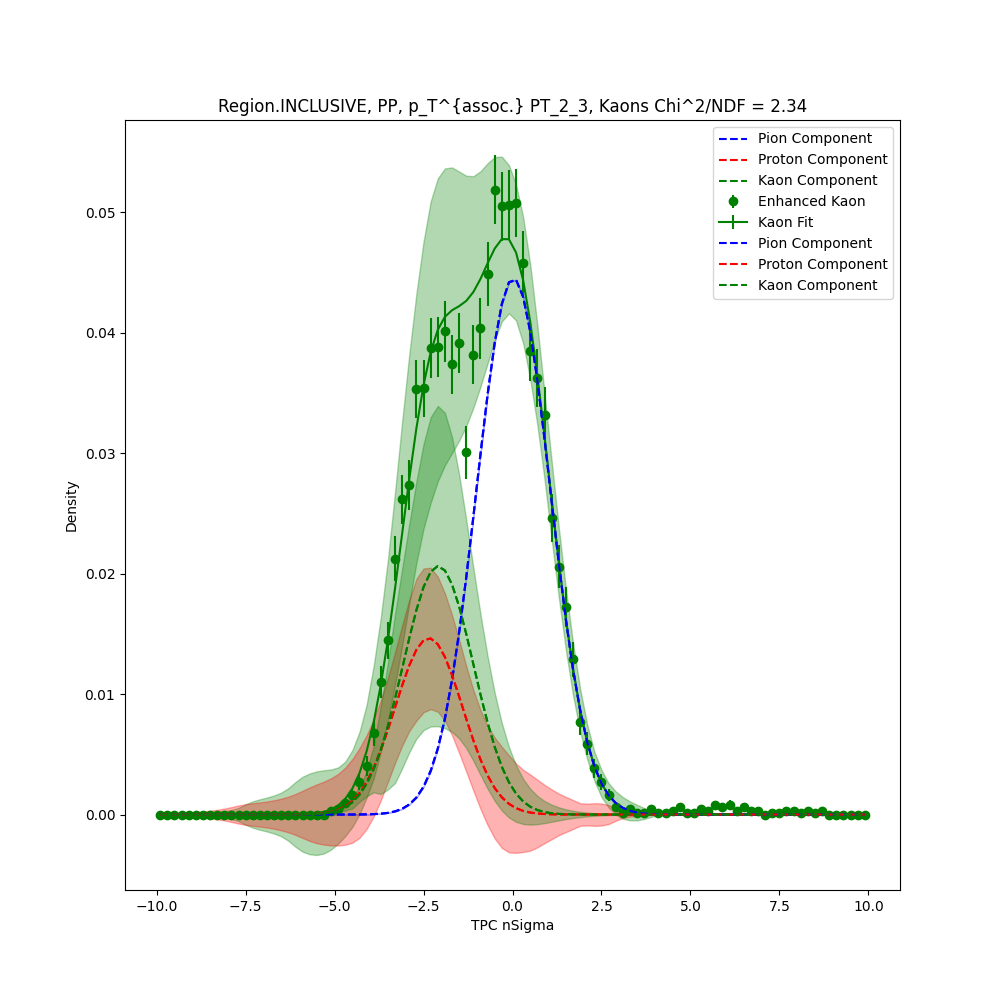 Region.INCLUSIVE, PP, p_T^{assoc.} PT_2_3, Kaons Chi^2/NDF = 2.34
Pion Component
Proton Component
Kaon Component
Enhanced Kaon
Kaon Fit
Pion Component
Proton Component
Kaon Component
0.05
0.04
0.03
0.02
0.01
0.00
Density
−10.0 −7.5 −5.0 −2.5 0.0 2.5 5.0 7.5 10.0
TPC nSigma